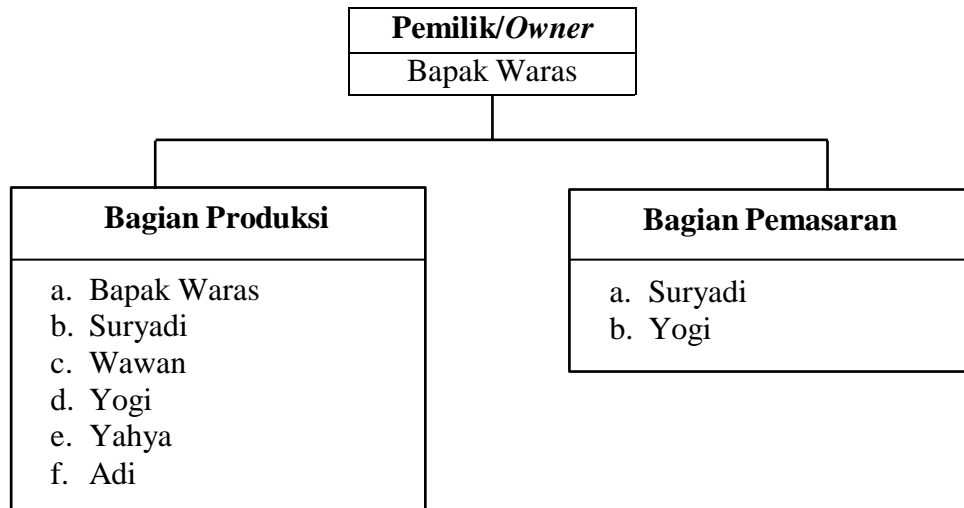 Pemilik/Owner
Bapak Waras
Bagian Produksi
a. Bapak Waras
b. Suryadi
c. Wawan
d. Yogi
e. Yahya
f. Adi
Bagian Pemasaran
a. Suryadi
b. Yogi